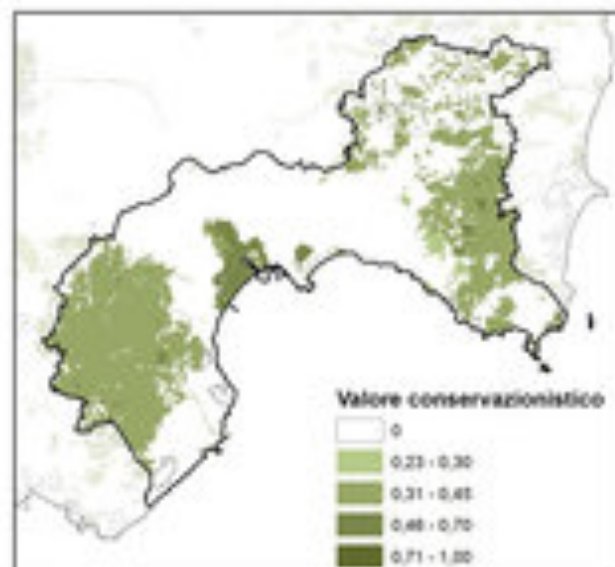 Valore conservazionistico
0
0,23 - 0,30
0,31 - 0,45
0,46 - 0,70
0,71 - 1,00